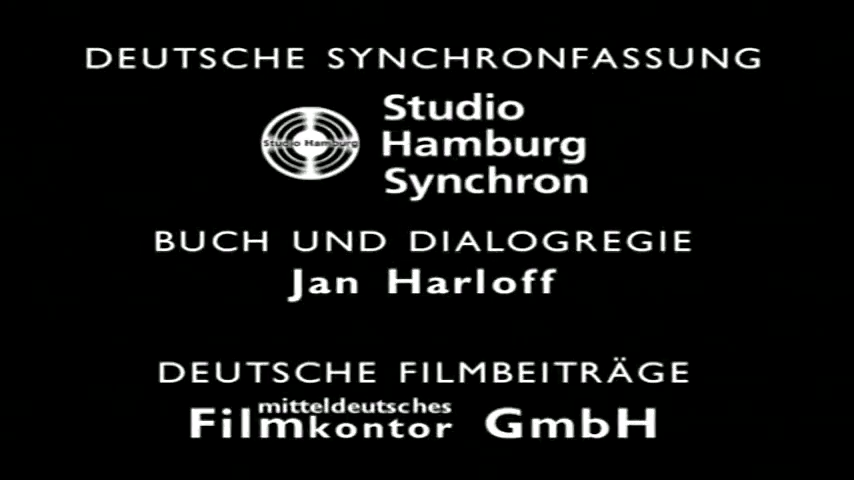 DEUTSCHE SYNCHRONFASSUNG
Studio Hamburg
Studio
Hamburg
Synchron
BUCH UND DIALOGREGIE
Jan Harloff
DEUTSCHE FILMBEITRÄGE
mitteldeutsches
Filmkontor GmbH